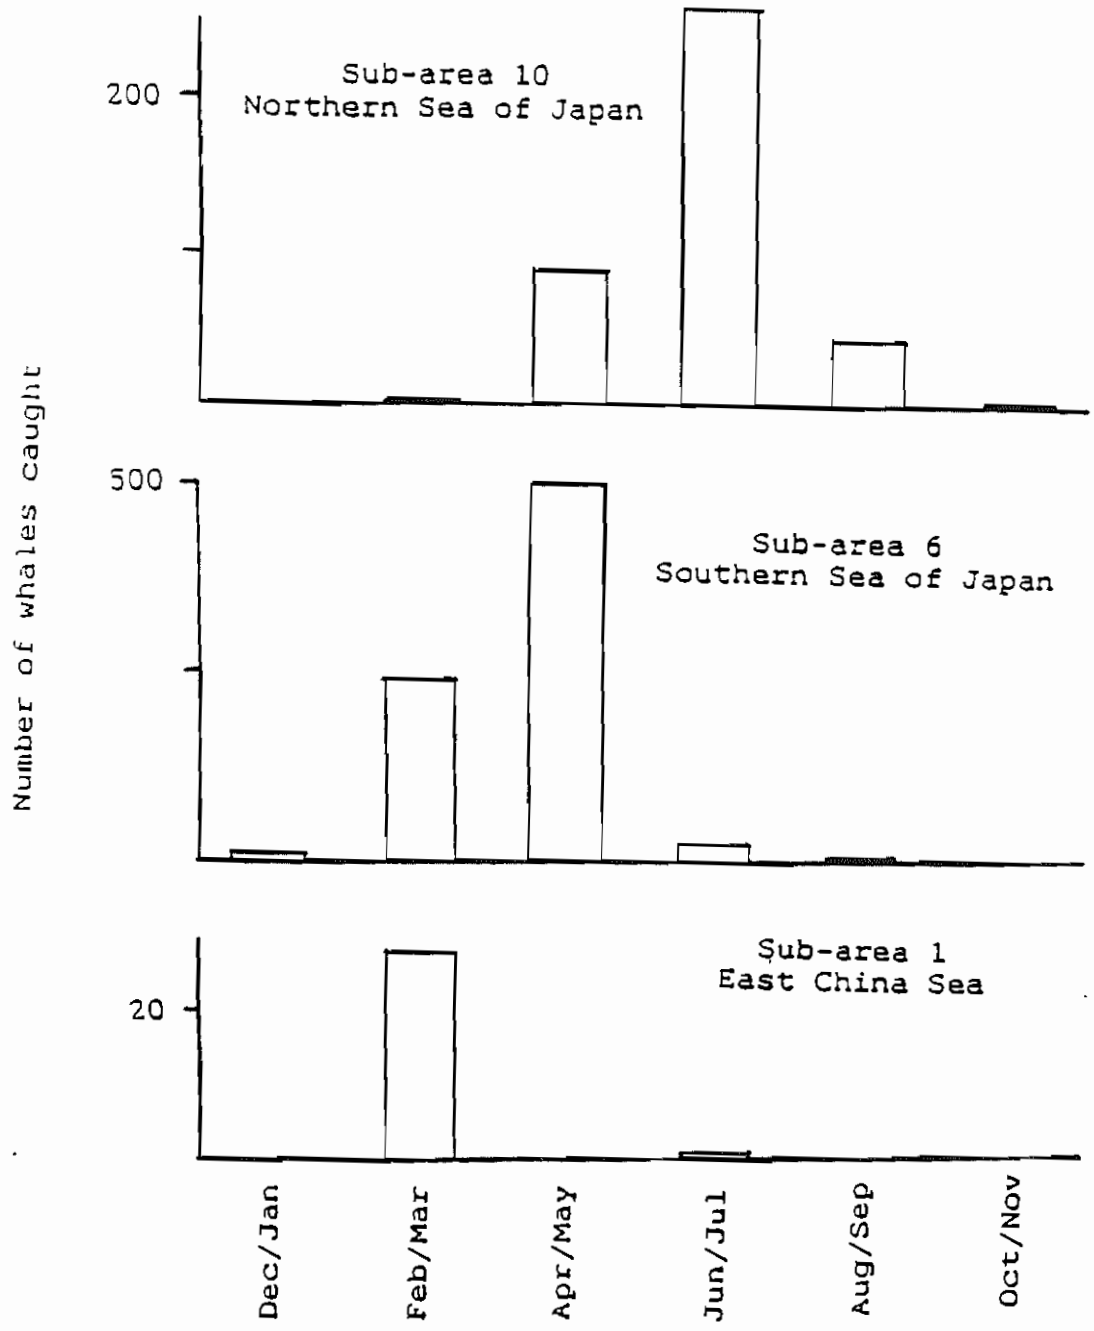 Number of whales caught
200
Sub-area 10
Northern Sea of Japan
500
Sub-area 6
Southern Sea of Japan
20
Sub-area 1
East China Sea
Dec/Jan
Feb/Mar
Apr/May
Jun/Jul
Aug/Sep
Oct/Nov